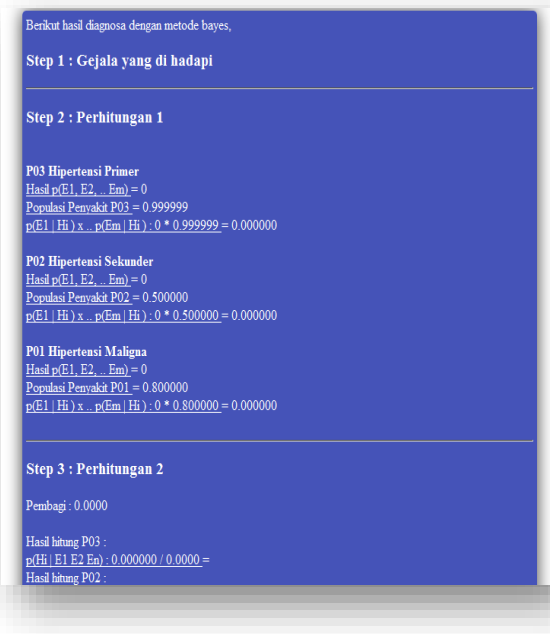 Berikut hasil diagnosa dengan metode bayes,
Step 1 : Gejala yang di hadapi
Step 2 : Perhitungan 1
P03 Hipertensi Primer
Hasil p(E1, E2, .. Em) = 0
Populasi Penyakit P03 = 0.999999
p(E1 | Hi ) x .. p(Em | Hi ) : 0 * 0.999999 = 0.000000
P02 Hipertensi Sekunder
Hasil p(E1, E2, .. Em) = 0
Populasi Penyakit P02 = 0.500000
p(E1 | Hi ) x .. p(Em | Hi ) : 0 * 0.500000 = 0.000000
P01 Hipertensi Maligna
Hasil p(E1, E2, .. Em) = 0
Populasi Penyakit P01 = 0.800000
p(E1 | Hi ) x .. p(Em | Hi ) : 0 * 0.800000 = 0.000000
Step 3 : Perhitungan 2
Pembagi : 0.0000
Hasil hitung P03 :
p(Hi | E1 E2 En) : 0.000000 / 0.0000 =
Hasil hitung P02 :